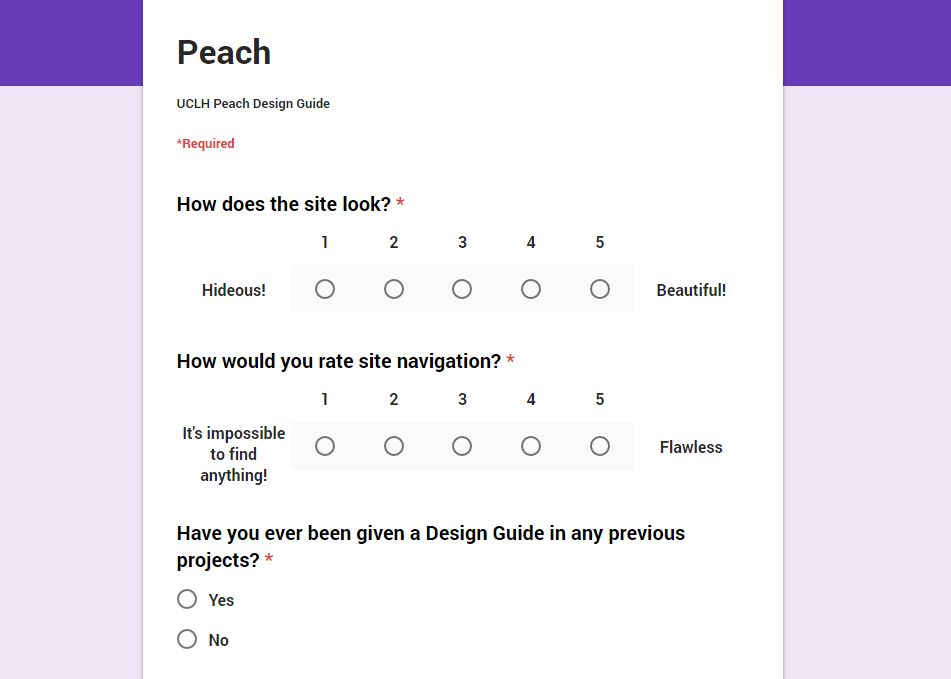 Peach
UCLH Peach Design Guide
*Required
How does the site look? *
1 2 3 4 5
Hideous! Beautiful!
How would you rate site navigation? *
1 2 3 4 5
It's impossible
to find
anything!
Flawless
Have you ever been given a Design Guide in any previous
projects? *
Yes
No